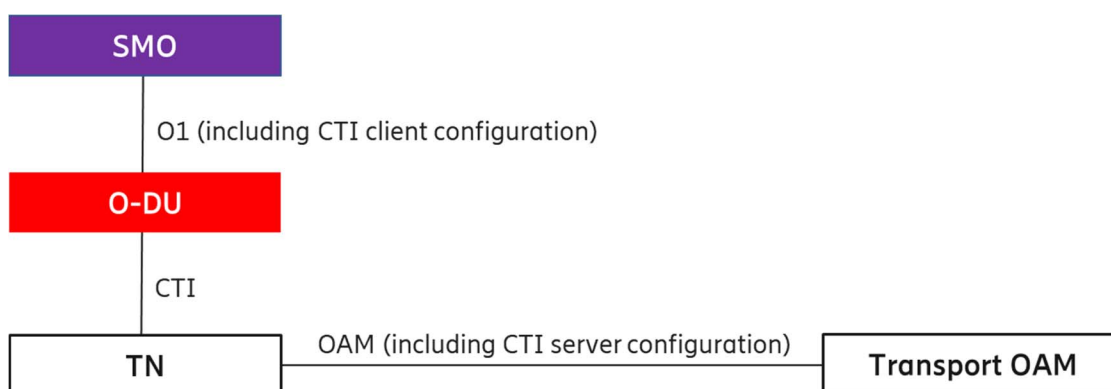 SMO
O1 (including CTI client configuration)
O-DU
CTI
OAM (including CTI server configuration)
TN
Transport OAM